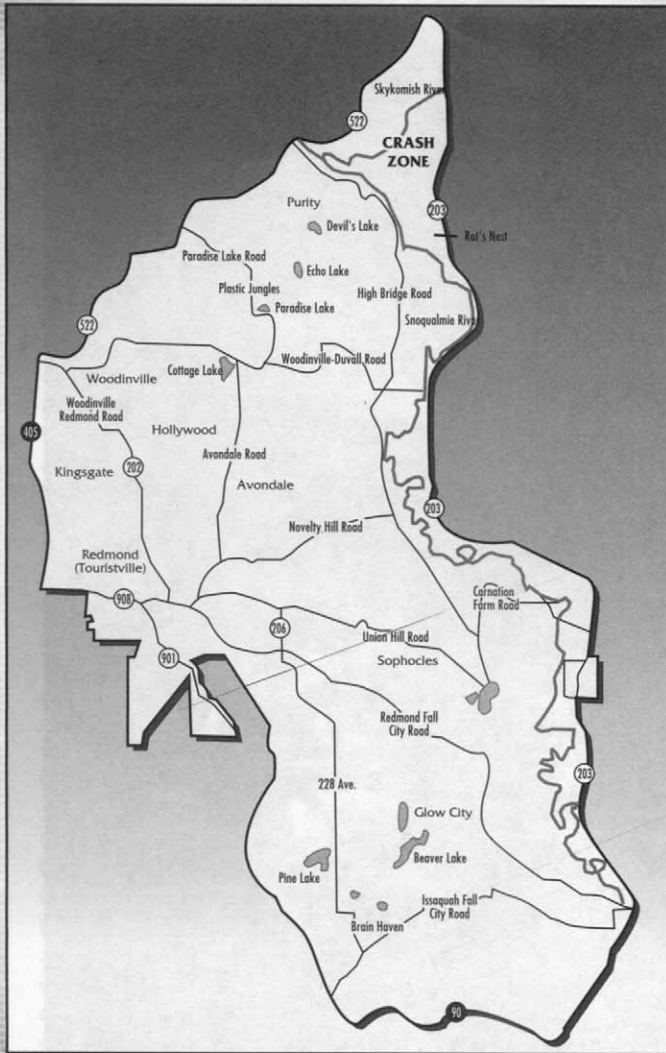 Skykomish River
522
CRASH
ZONE
203
Purity
Devil's Lake
Rat's Nest
Paradise Lake Road
Echo Lake
Plastic Jungles
High Bridge Road
Paradise Lake
Snoqualmie River
522
Woodinville-Duvall Road
Cottage Lake
Woodinville
Woodinville
Redmond Road
405
Hollywood
Avondale Road
Kingsgate
202
Avondale
203
Novelty Hill Road
Redmond
(Touristville)
Carnation
Farm Road
908
206
Union Hill Road
901
Sophocles
Redmond Fall
City Road
228 Ave.
203
Glow City
Pine Lake
Beaver Lake
Issaquah Fall
City Road
Brain Haven
90